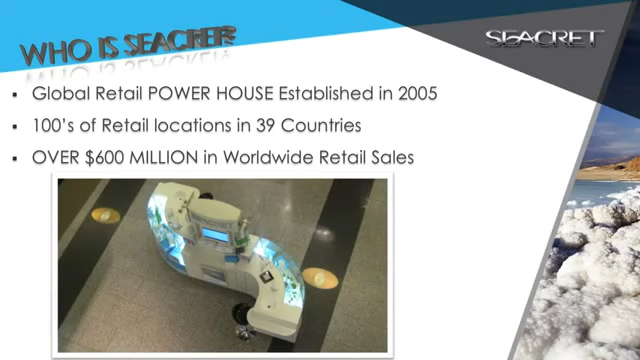 WHO IS SEACRET?
SEACRET
Global Retail POWER HOUSE Established in 2005
100's of Retail locations in 39 Countries
OVER $600 MILLION in Worldwide Retail Sales